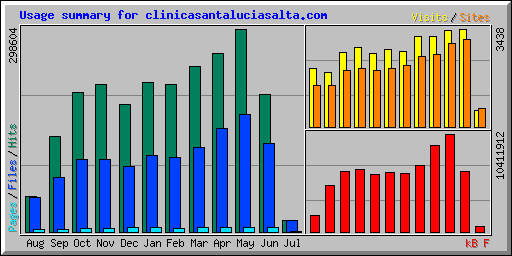 Usage summary for clinicasantaluciasalta.com
Visits / Sites
298604
3438
Pages / Files / Hits
10411912
Aug Sep Oct Nov Dec Jan Feb Mar Apr May Jun Jul
kB F